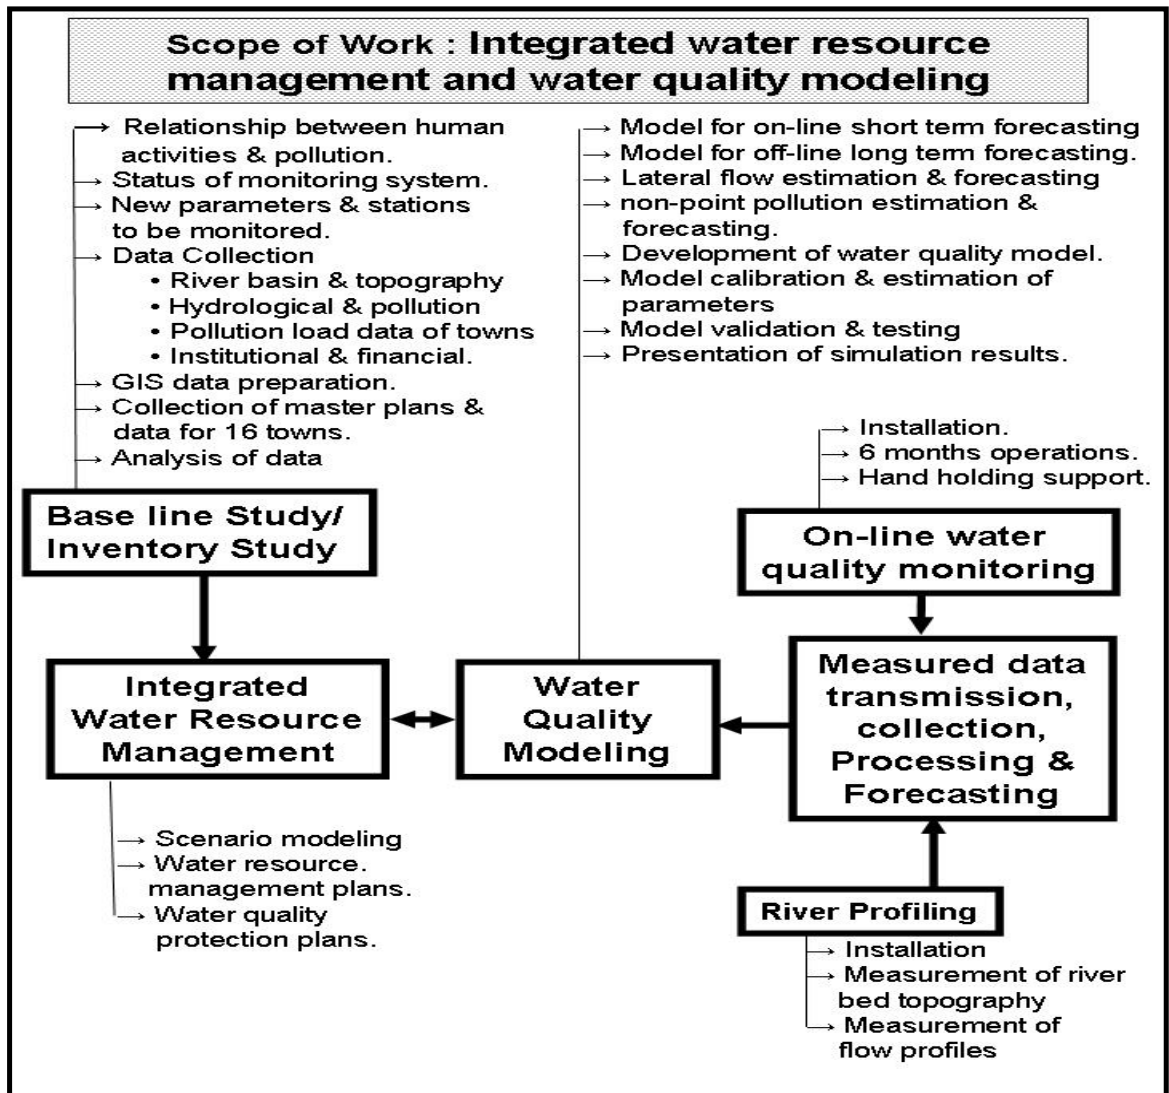 Scope of Work : Integrated water resource
management and water quality modeling
→ Relationship between human
activities & pollution.
→ Status of monitoring system.
→ New parameters & stations
to be monitored.
→ Data Collection
• River basin & topography
• Hydrological & pollution
• Pollution load data of towns
• Institutional & financial.
→ GIS data preparation.
→ Collection of master plans &
data for 16 towns.
→ Analysis of data
Base line Study/
Inventory Study
→ Model for on-line short term forecasting
→ Model for off-line long term forecasting.
→ Lateral flow estimation & forecasting
→ non-point pollution estimation &
forecasting.
→ Development of water quality model.
→ Model calibration & estimation of
parameters
→ Model validation & testing
→ Presentation of simulation results.
→ Installation.
→ 6 months operations.
→ Hand holding support.
On-line water
quality monitoring
Integrated
Water Resource
Management
Water
Quality
Modeling
Measured data
transmission,
collection,
Processing &
Forecasting
→ Scenario modeling
→ Water resource.
management plans.
→ Water quality
protection plans.
River Profiling
→ Installation
→ Measurement of river
bed topography
→ Measurement of
flow profiles